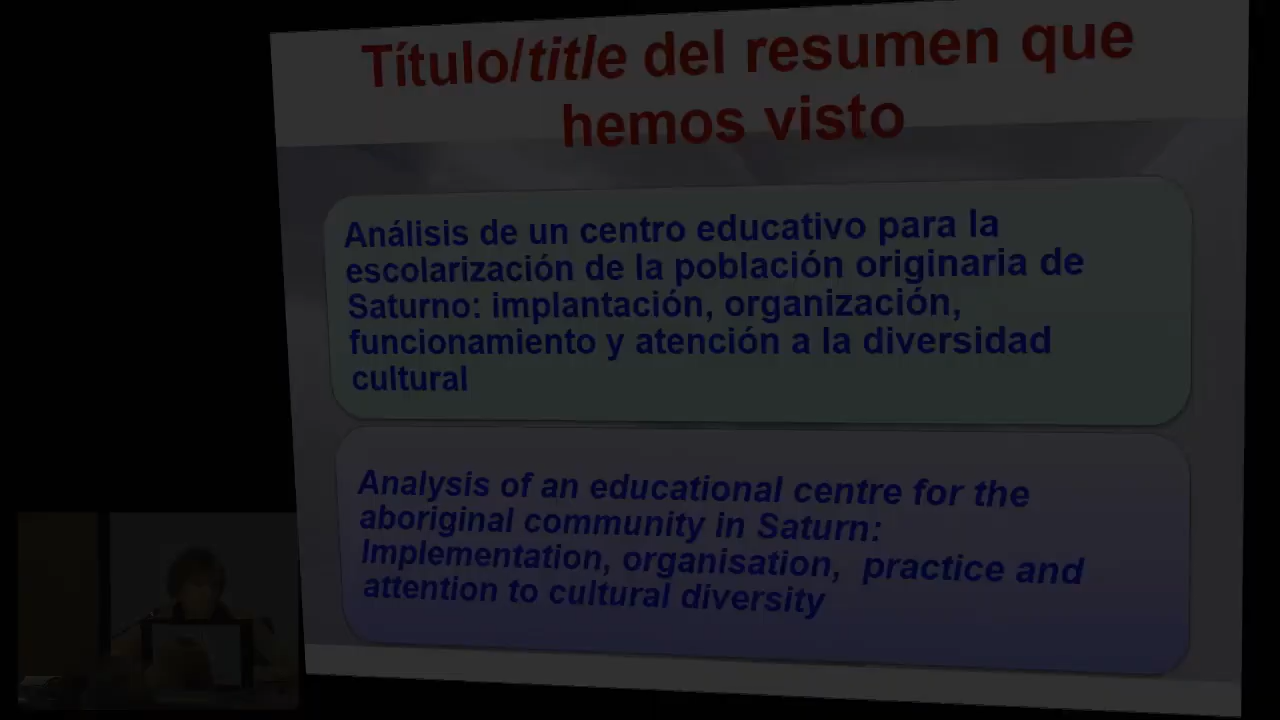 Título/title del resumen que
hemos visto
Análisis de un centro educativo para la
escolarización de la población originaria de
Saturno: implantación, organización,
funcionamiento y atención a la diversidad
cultural
Analysis of an educational centre for the
aboriginal community in Saturn:
Implementation, organisation, practice and
attention to cultural diversity